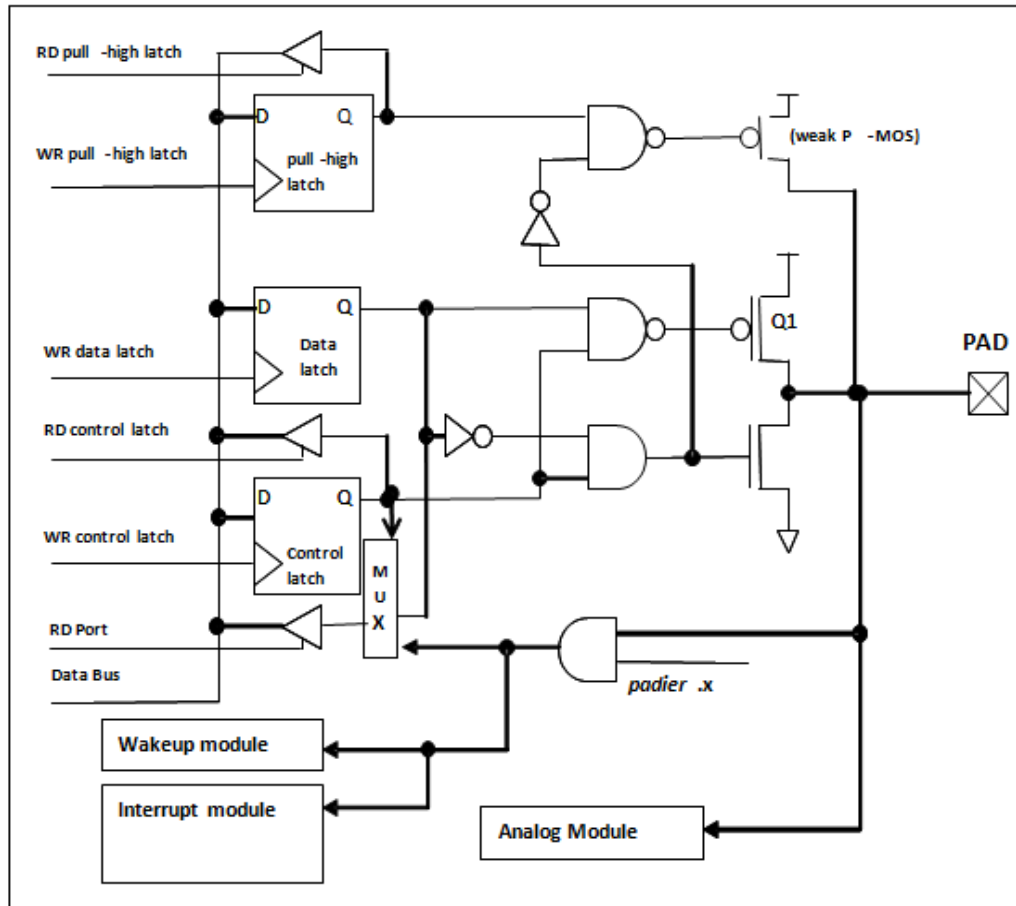 RD pull -high latch
D Q
(weak P -MOS)
WR pull -high latch
pull -high
latch
D Q
Q1
Data
latch
WR data latch
PAD
RD control latch
D Q
WR control latch
Control
latch
M
U
X
RD Port
Data Bus
padier .x
Wakeup module
Interrupt module
Analog Module